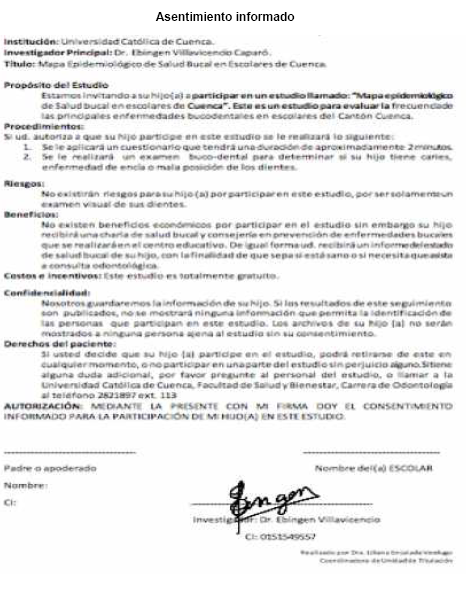 Asentimiento informado
Institución: Universidad Católica de Cuenca.
Investigador Principal: Dr. Ebingen Villavicencio Caparó.
Título: Mapa Epidemiológico de Salud Bucal en Escolares de Cuenca.
Propósito del Estudio
Estamos invitando a su hijo(a) a participar en un estudio llamado: "Mapa epidemiológico
de Salud bucal en escolares de Cuenca". Este es un estudio para evaluar la frecuencia de
las principales enfermedades bucodentales en escolares del Cantón Cuenca.
Procedimientos:
Si ud. autoriza a que su hijo participe en este estudio se le realizará lo siguiente:
1. Se le aplicará un cuestionario que tendrá una duración de aproximadamente 2 minutos.
2. Se le realizará un examen buco-dental para determinar si su hijo tiene caries,
enfermedad de encía o mala posición de los dientes.
Riesgos:
No existirán riesgos para su hijo (a) por participar en este estudio, por ser solamente un
examen visual de sus dientes.
Beneficios:
No existen beneficios económicos por participar en el estudio sin embargo su hijo
recibirá una charla de salud bucal y consejería en prevención de enfermedades bucales
que se realizará en el centro educativo. De igual forma ud. recibirá un informe del estado
de salud bucal de su hijo, con la finalidad de que sepa si está sano o si necesita que asista
a consulta odontológica.
Costos e incentivos: Este estudio es totalmente gratuito.
Confidencialidad:
Nosotros guardaremos la información de su hijo. Si los resultados de este seguimiento
son publicados, no se mostrará ninguna información que permita la identificación de
las personas que participan en este estudio. Los archivos de su hijo (a) no serán
mostrados a ninguna persona ajena al estudio sin su consentimiento.
Derechos del paciente:
Si usted decide que su hijo (a) participe en el estudio, podrá retirarse de este en
cualquier momento, o no participar en una parte del estudio sin perjuicio alguno. Si tiene
alguna duda adicional, por favor pregunte al personal del estudio, o llamar a la
Universidad Católica de Cuenca, Facultad de Salud y Bienestar, Carrera de Odontología
al teléfono 2821897 ext. 113
AUTORIZACIÓN: MEDIANTE LA PRESENTE CON MI FIRMA DOY EL CONSENTIMIENTO
INFORMADO PARA LA PARTICIPACIÓN DE MI HIJO(A) EN ESTE ESTUDIO.
Padre o apoderado
Nombre del(a) ESCOLAR
Nombre:
CI:
Investigador: Dr. Ebingen Villavicencio
CI: 0151549557
Realizado por Dra. Liliana Encalada Verdugo
Coordinadora de Unidad de Titulación